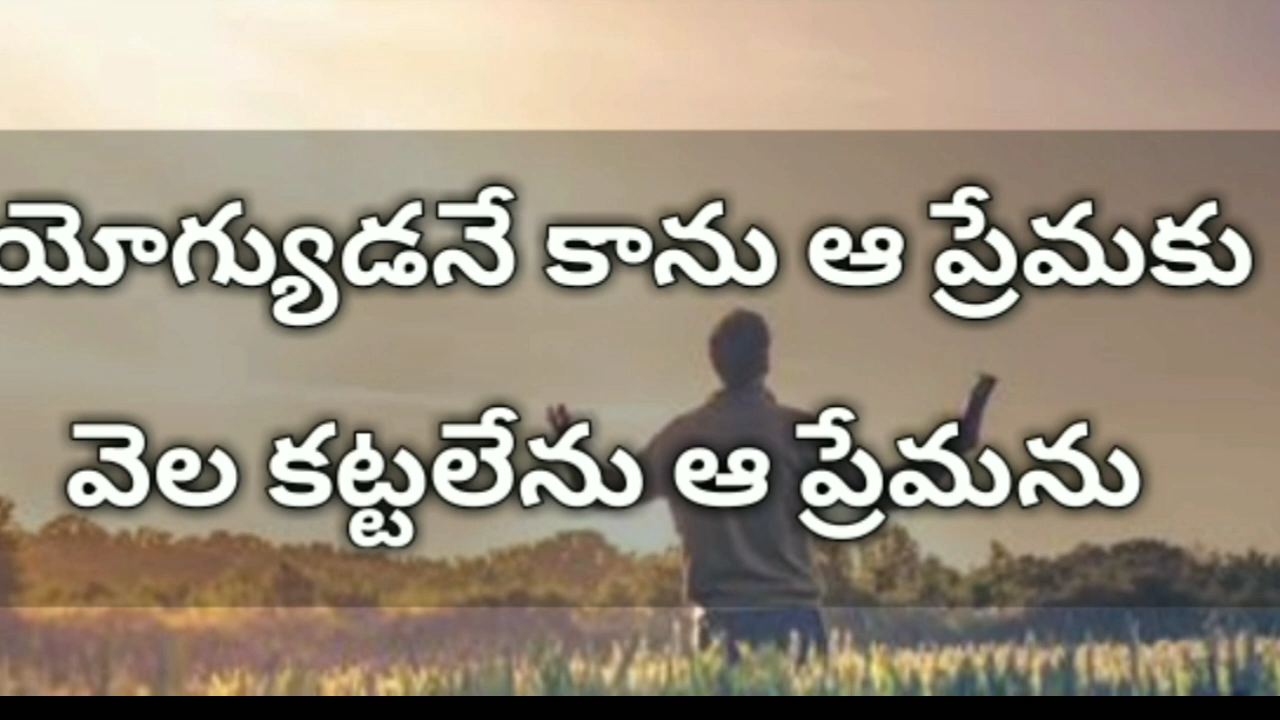 యోగ్యుడనే కాను ఆ ప్రేమకు
వెల కట్టలేను ఆ ప్రేమను